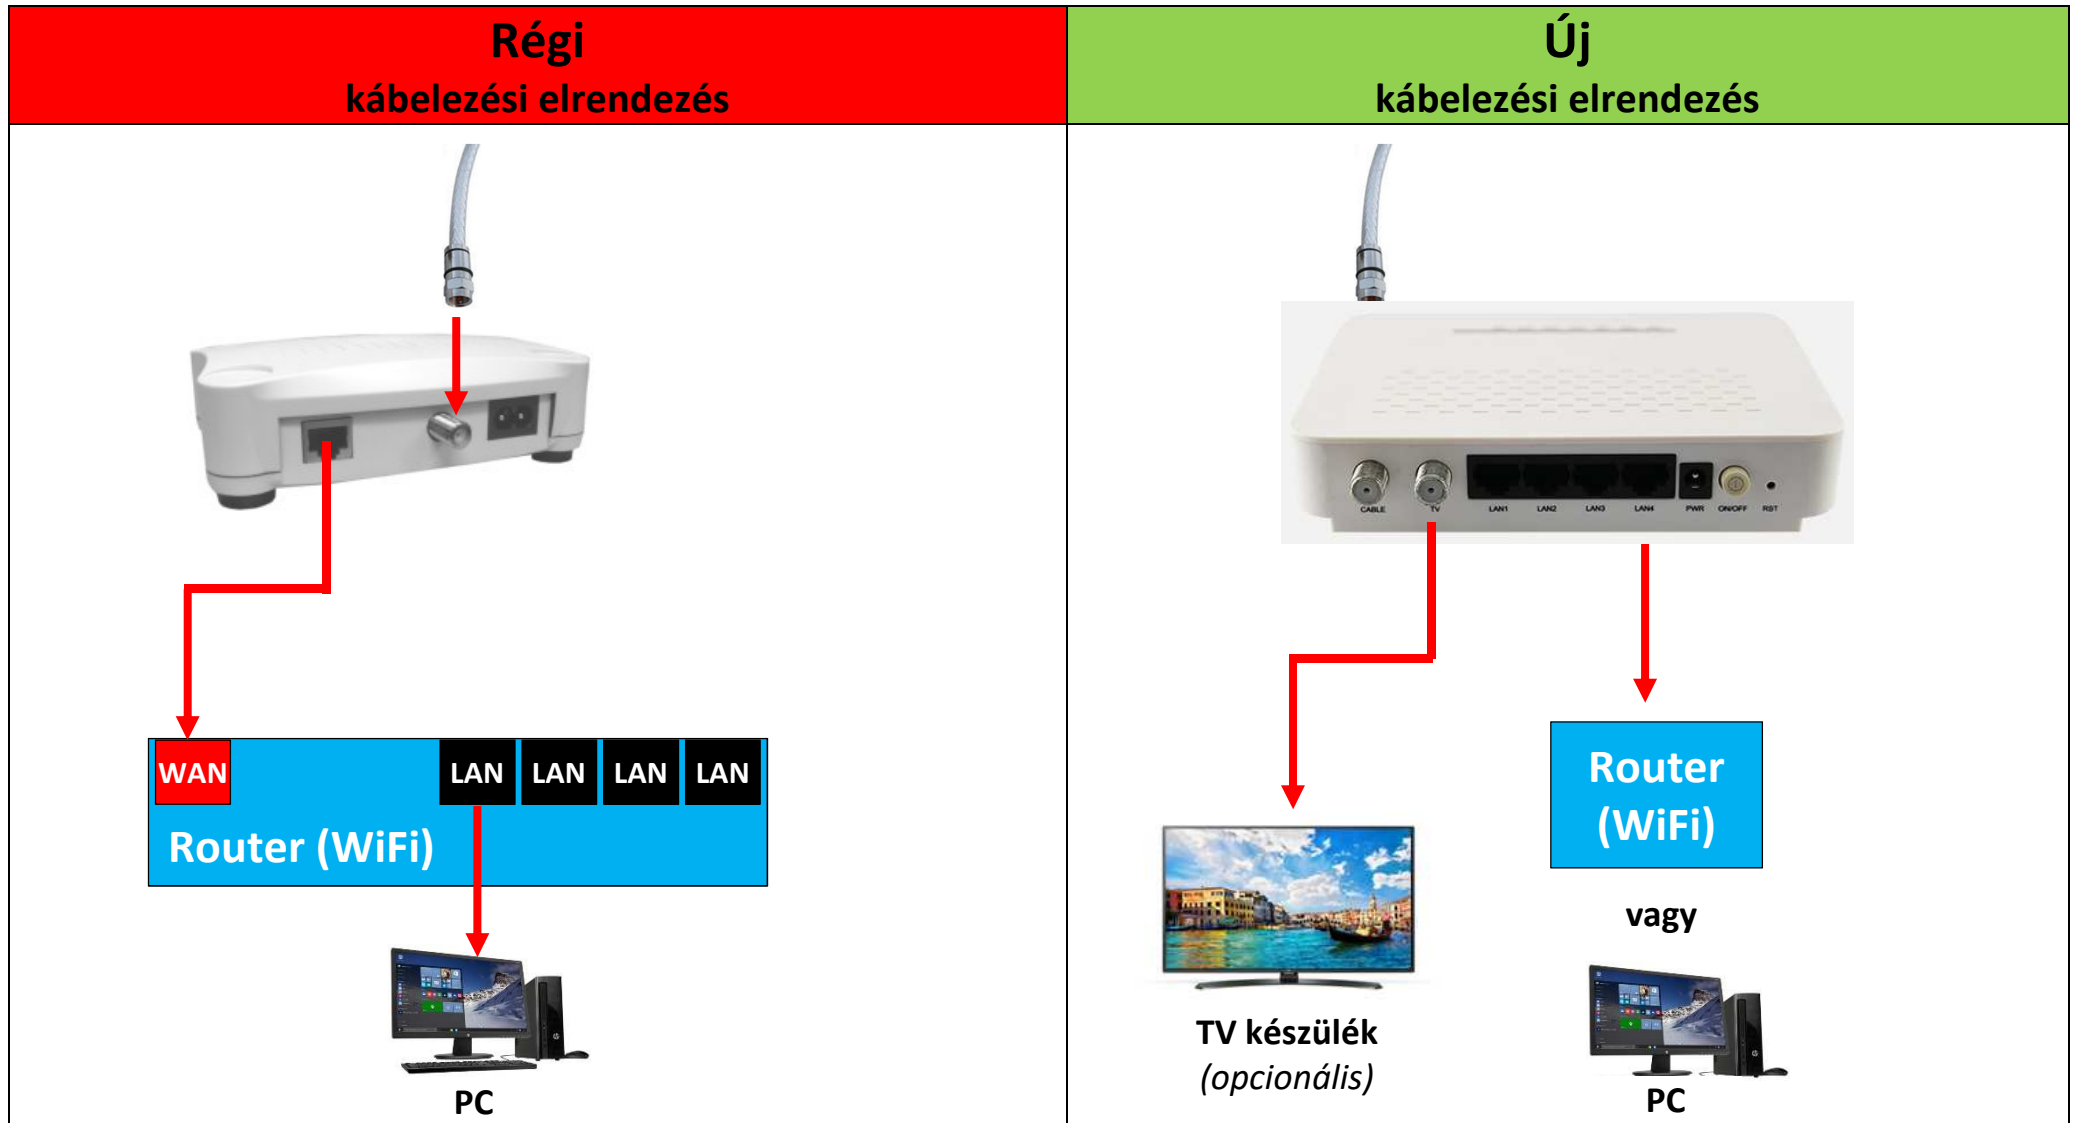 Régi
kábelezési elrendezés
Új
kábelezési elrendezés
CABLE
TV
LAN1
LAN2
LAN3
LAN4
PWR
ON/OFF
RST
WAN
LAN
LAN
LAN
LAN
Router (WiFi)
PC
Router
(WiFi)
vagy
TV készülék
(opcionális)
PC